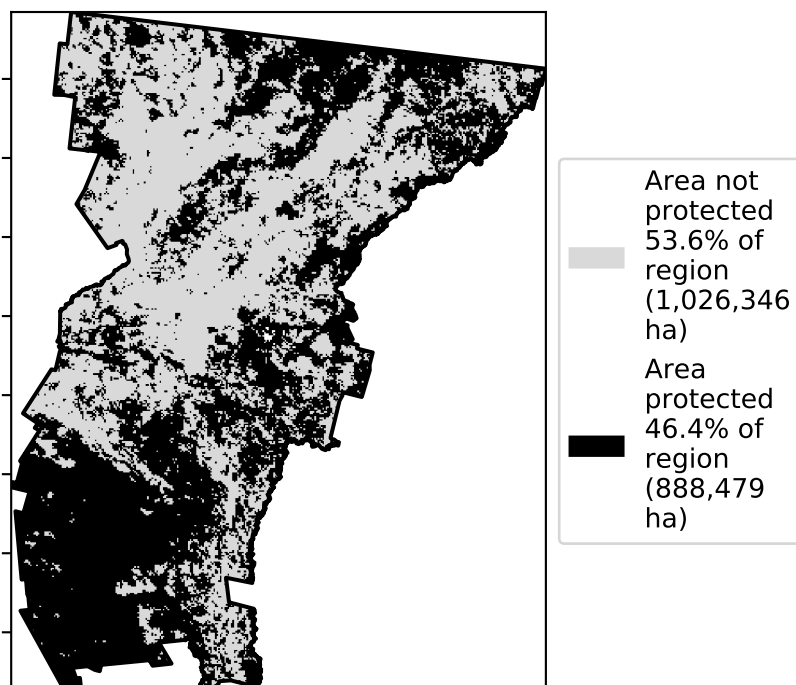 Area not
protected
53.6% of
region
(1,026,346
ha)
Area
protected
46.4% of
region
(888,479
ha)